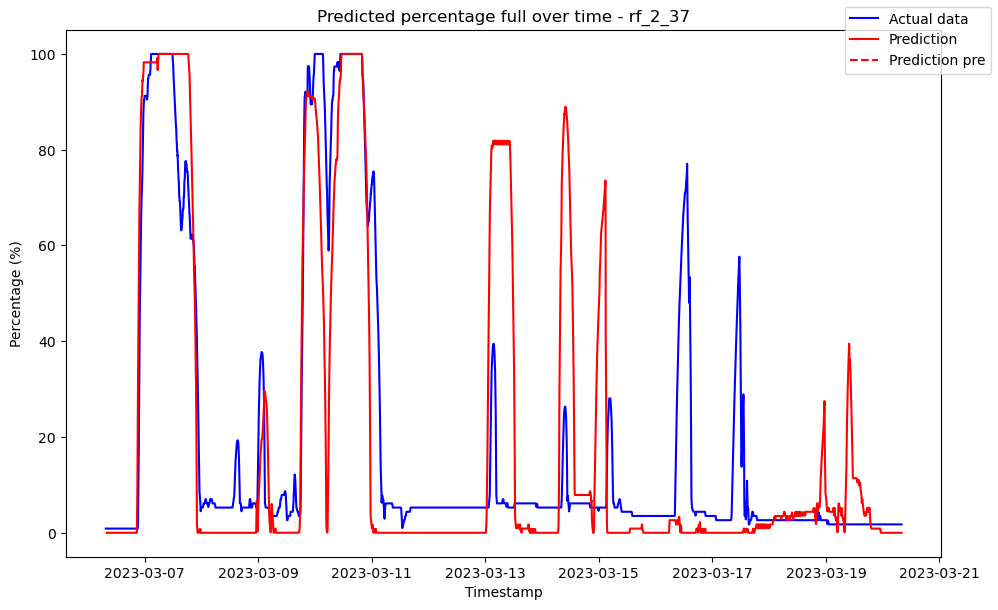 Predicted percentage full over time - rf_2_37
Actual data
Prediction
Prediction pre
Percentage (%)
100
80
60
40
20
0
2023-03-07
2023-03-09
2023-03-11
2023-03-13
2023-03-15
2023-03-17
2023-03-19
2023-03-21
Timestamp